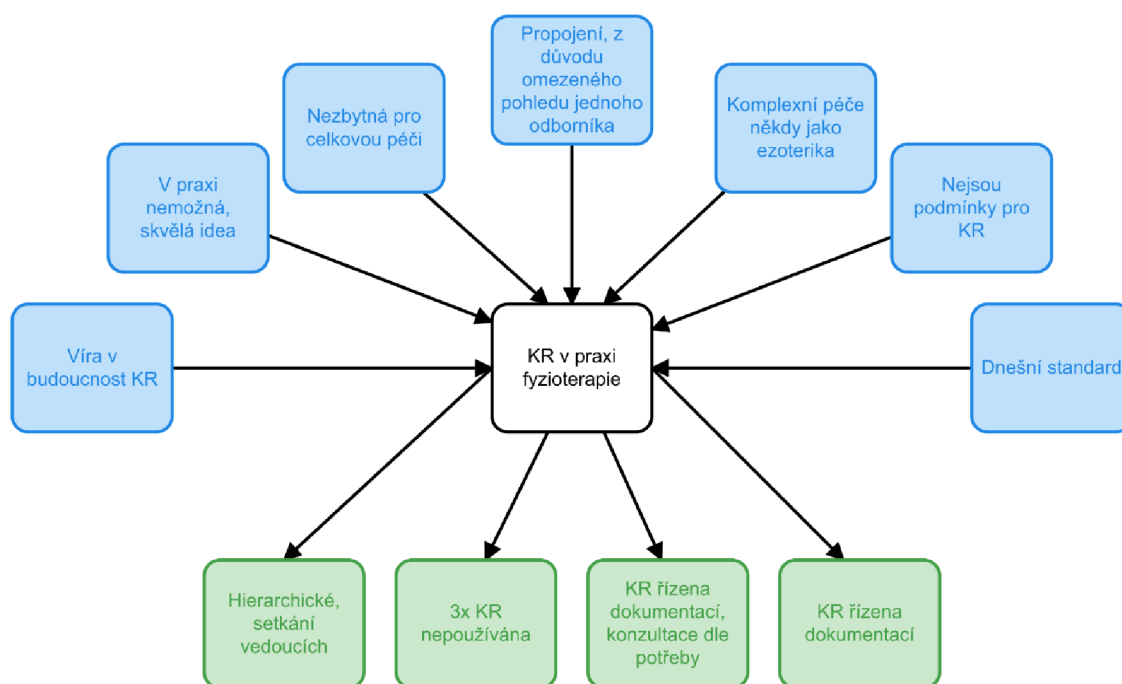 Propojení, z
důvodu
omezeného
pohledu jednoho
odborníka
Nezbytná pro
celkovou péči
Komplexní péče
někdy jako
ezoterika
V praxi
nemožná,
skvělá idea
Nejsou
podmínky pro
KR
Víra v
budoucnost KR
KR v praxi
fyzioterapie
Dnešní standard
Hierarchické,
setkání
vedoucích
3x KR
nepoužívána
KR řízena
dokumentací,
konzultace dle
potřeby
KR řízena
dokumentací